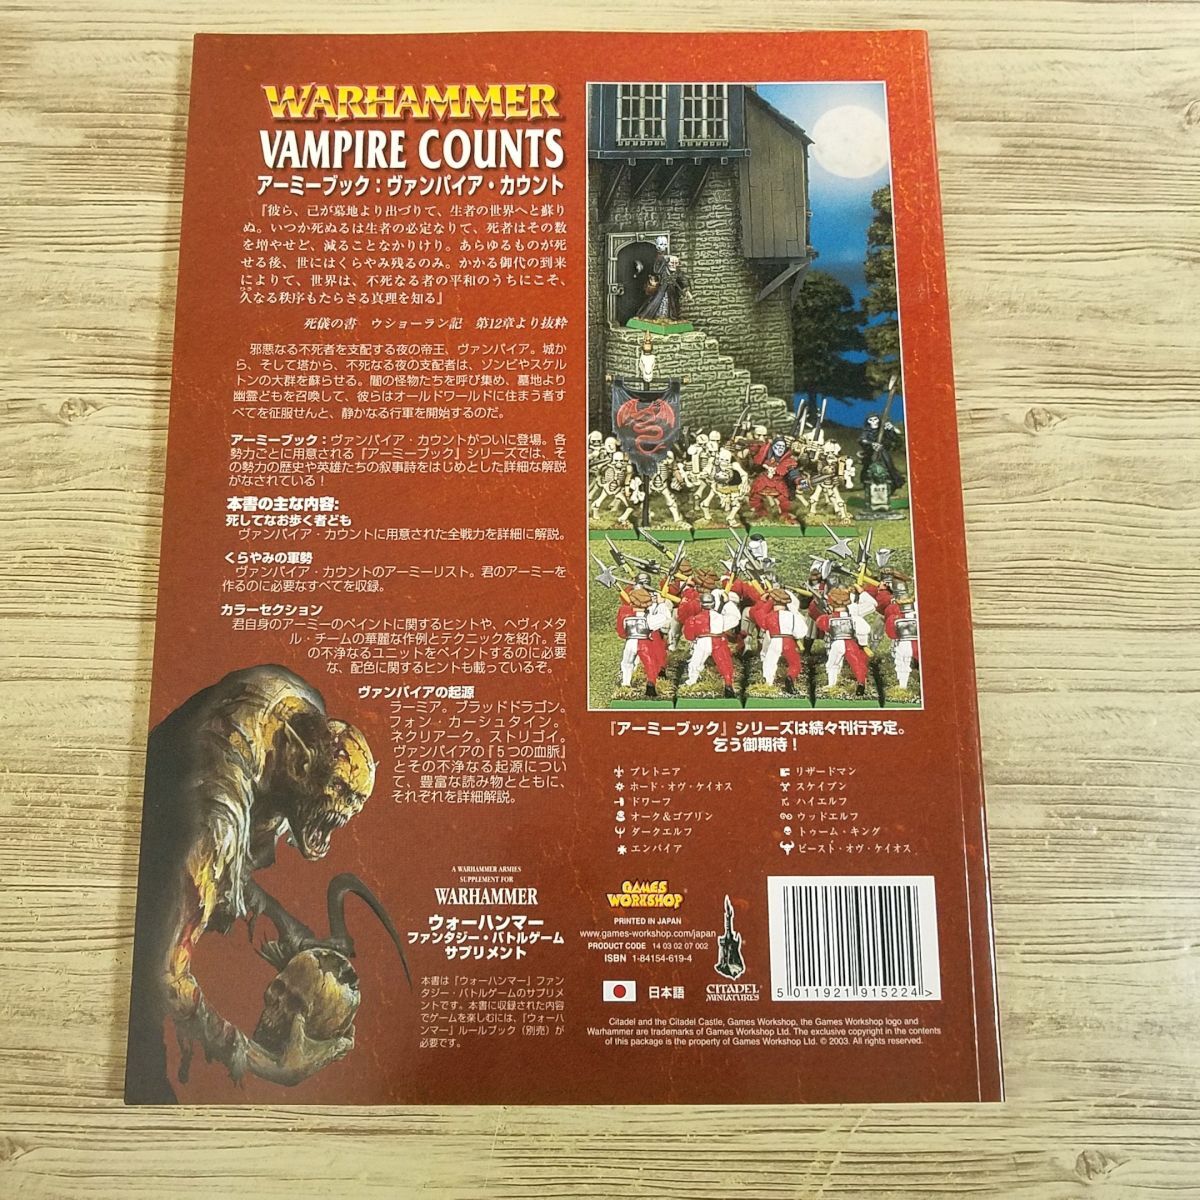 WARHAMMER
VAMPIRE COUNTS
アーミーブック：ヴァンパイア・カウント
『彼ら、己が墓地より出づりて、生者の世界へと蘇り
ぬ。いつか死ぬるは生者の必定なりて、死者はその数
を増やせど、減ることなかりけり。あらゆるものが死
せる後、世にはくらやみ残るのみ。かかる御代の到来
によりて、世界は、不死なる者の平和のうちにこそ、
久なる秩序もたらさる真理を知る』
死儀の書　ウショーラン記　第12章より抜粋
邪悪なる不死者を支配する夜の帝王、ヴァンパイア。城か
ら、そして塔から、不死なる夜の支配者は、ゾンビやスケル
トンの大群を蘇らせる。闇の怪物たちを呼び集め、墓地より
幽霊どもを召喚して、彼らはオールドワールドに住まう者す
べてを征服せんと、静かなる行軍を開始するのだ。
アーミーブック：ヴァンパイア・カウントがついに登場。各
勢力ごとに用意される『アーミーブック』シリーズでは、そ
の勢力の歴史や英雄たちの叙事詩をはじめとした詳細な解説
がなされている！
本書の主な内容:
死してなお歩く者ども
ヴァンパイア・カウントに用意された全戦力を詳細に解説。
くらやみの軍勢
ヴァンパイア・カウントのアーミーリスト。君のアーミーを
作るのに必要なすべてを収録。
カラーセクション
君自身のアーミーのペイントに関するヒントや、ヘヴィメタ
ル・チームの華麗な作例とテクニックを紹介。君
の不浄なるユニットをペイントするのに必要
な、配色に関するヒントも載っているぞ。
ヴァンパイアの起源
ラーミア。ブラッドドラゴン。
フォン・カーシュタイン。
ネクリアーク。ストリゴイ。
ヴァンパイアの『5つの血脈』
とその不浄なる起源につい
て、豊富な読み物とともに、
それぞれを詳細解説。
A WARHAMMER ARMIES
SUPPLEMENT FOR
WARHAMMER
ウォーハンマー
ファンタジー・バトルゲーム
サプリメント
本書は「ウォーハンマー」ファン
タジー・バトルゲームのサプリメ
ントです。本書に収録された内容
でゲームを楽しむには、「ウォーハ
ンマー」ルールブック（別売）が
必要です。
『アーミーブック』シリーズは続々刊行予定。
乞う御期待！
ブレトニア
ホード・オヴ・ケイオス
ドワーフ
オーク＆ゴブリン
ダークエルフ
エンパイア
リザードマン
スケイブン
ハイエルフ
ウッドエルフ
トゥーム・キング
ビースト・オヴ・ケイオス
GAMES
WORKSHOP
PRINTED IN JAPAN
www.games-workshop.com/japan
PRODUCT CODE 14 03 02 07 002
ISBN 1-84154-619-4
日本語
CITADEL
MINIATURES
5 011921 915224 >
Citadel and the Citadel Castle, Games Workshop, the Games Workshop logo and
Warhammer are trademarks of Games Workshop Ltd. The exclusive copyright in the contents
of this package is the property of Games Workshop Ltd. © 2003. All rights reserved.